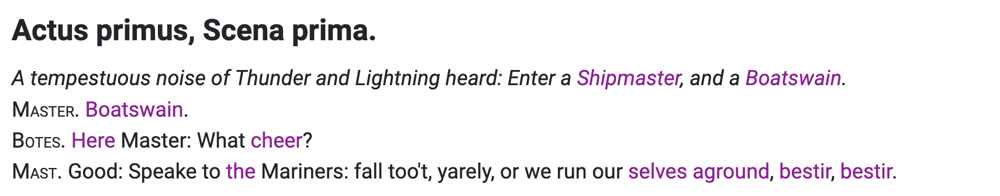 Actus primus, Scena prima.
A tempestuous noise of Thunder and Lightning heard: Enter a Shipmaster, and a Boatswain.
Master. Boatswain.
Botes. Here Master: What cheer?
Mast. Good: Speake to the Mariners: fall too't, yarely, or we run our selves aground, bestir, bestir.